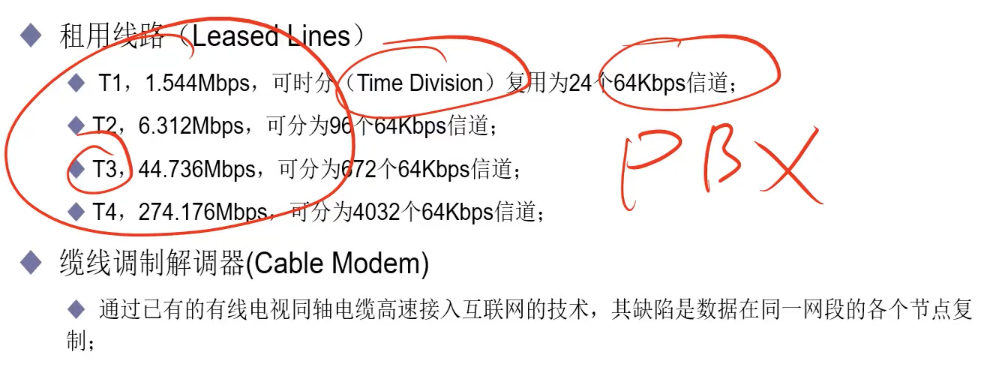 租用线路（Leased Lines）
T1，1.544Mbps，可时分（Time Division）复用为24个64Kbps信道；
T2，6.312Mbps，可分为96个64Kbps信道；
T3，44.736Mbps，可分为672个64Kbps信道；
PBX
T4，274.176Mbps，可分为4032个64Kbps信道；
缆线调制解调器(Cable Modem)
通过已有的有线电视同轴电缆高速接入互联网的技术，其缺陷是数据在同一网段的各个节点复
制；